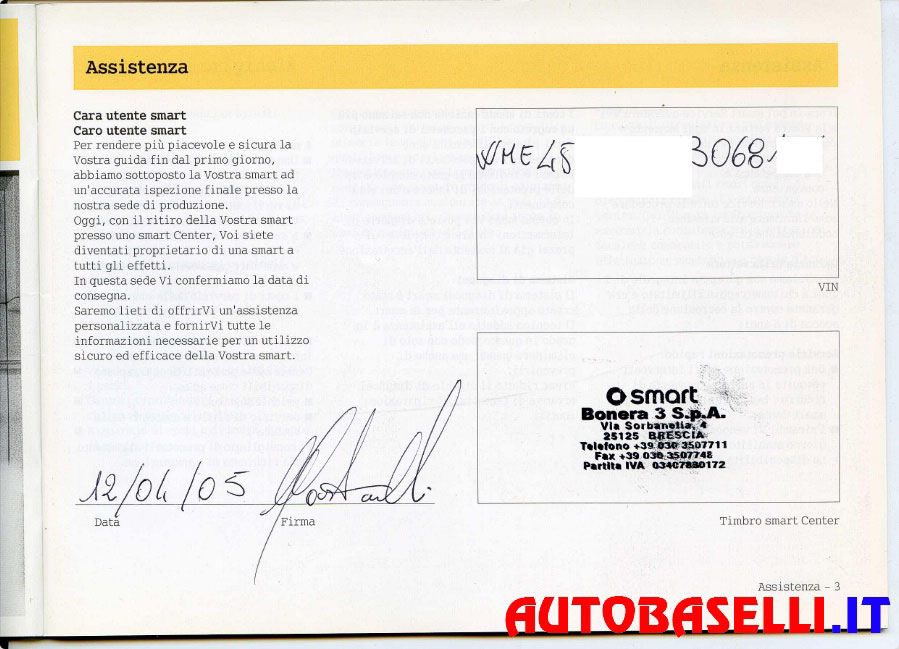 Assistenza
Cara utente smart
Caro utente smart
Per rendere più piacevole e sicura la
Vostra guida fin dal primo giorno,
abbiamo sottoposto la Vostra smart ad
un'accurata ispezione finale presso la
nostra sede di produzione.
Oggi, con il ritiro della Vostra smart
presso uno smart Center, Voi siete
diventati proprietario di una smart a
tutti gli effetti.
In questa sede Vi confermiamo la data di
consegna.
Saremo lieti di offrirVi un'assistenza
personalizzata e fornirVi tutte le
informazioni necessarie per un utilizzo
sicuro ed efficace della Vostra smart.
12/04/05
Data
Firma
WME45 3068
VIN
smart
Bonera 3 S.p.A.
Via Sorbanella, 4
25125 BRESCIA
Telefono +39 030 3507711
Fax +39 030 3507748
Partita IVA 03407880172
Timbro smart Center
Assistenza - 3
AUTOBASELLI.IT